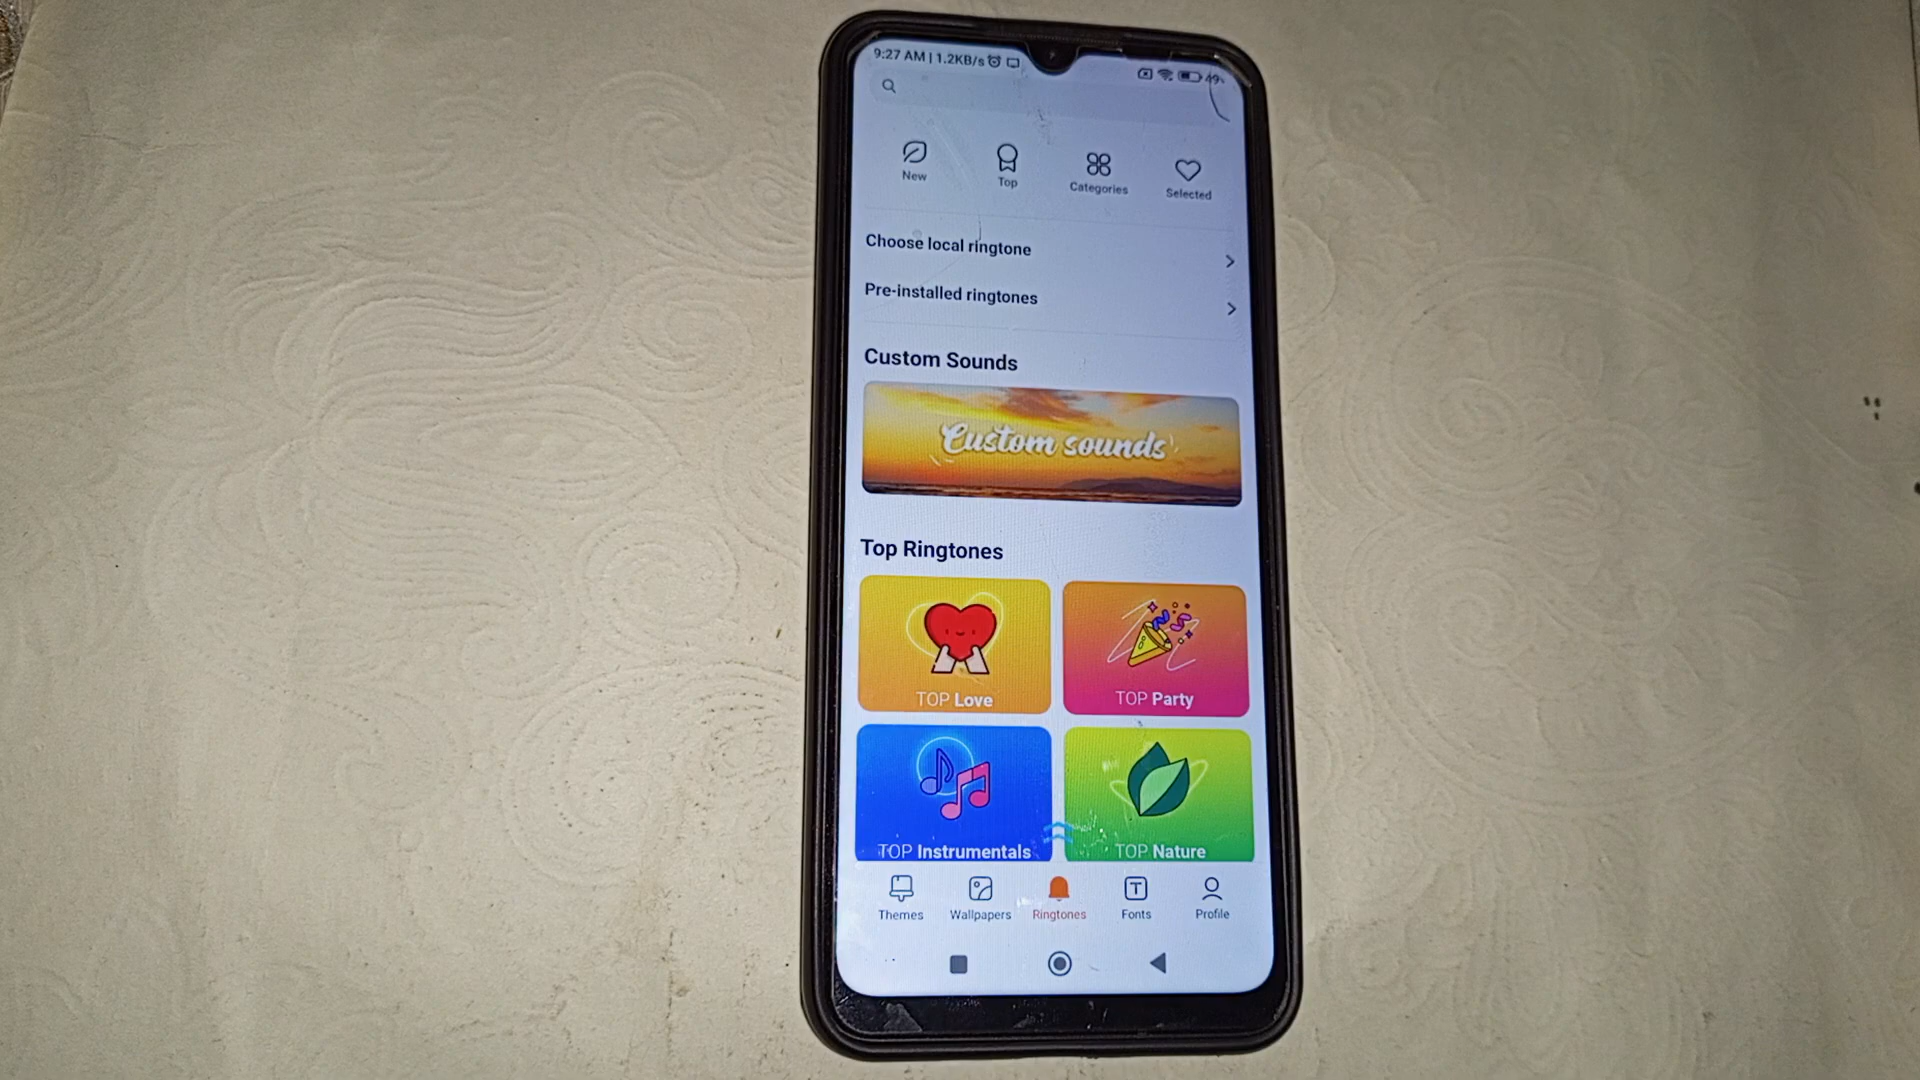 9:27 AM | 1.2KB/s
49%
New
Top
Categories
Selected
Choose local ringtone
Pre-installed ringtones
Custom Sounds
Custom sounds
Top Ringtones
TOP Love
TOP Party
TOP Instrumentals
TOP Nature
Themes
Wallpapers
Ringtones
Fonts
Profile